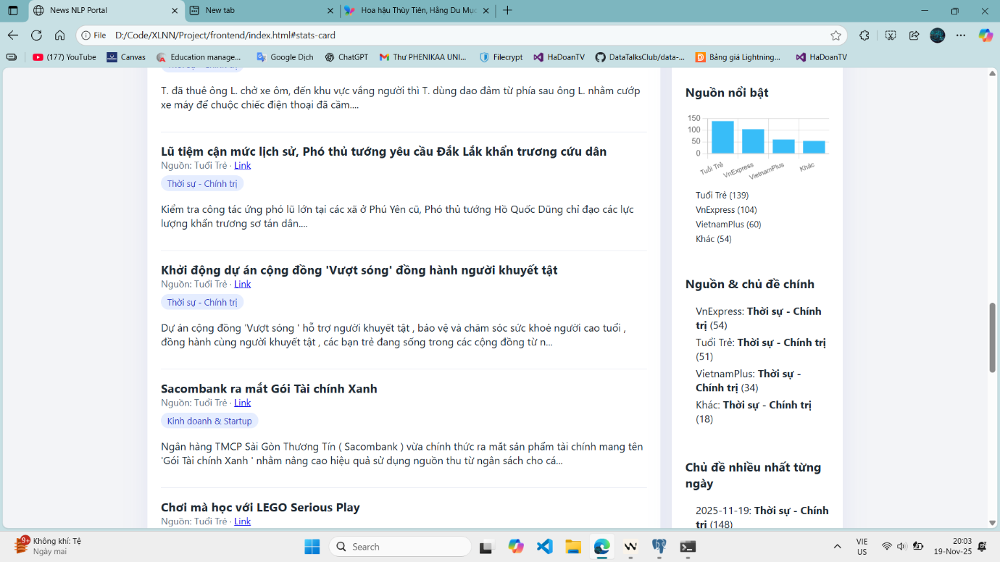 News NLP Portal
New tab
Hoa hậu Thùy Tiên, Hằng Du Mục
File
D:/Code/XLNN/Project/frontend/index.html#stats-card
(177) YouTube
Canvas
Education manage...
Google Dịch
ChatGPT
Thư PHENIKAA UNI...
Filecrypt
HaDoanTV
DataTalksClub/data-...
Bảng giá Lightning...
HaDoanTV
T. đã thuê ông L. chở xe ôm, đến khu vực vắng người thì T. dùng dao đâm từ phía sau ông L. nhằm cướp
xe máy để chuộc chiếc điện thoại đã cầm....
Lũ tiệm cận mức lịch sử, Phó thủ tướng yêu cầu Đắk Lắk khẩn trương cứu dân
Nguồn: Tuổi Trẻ · Link
Thời sự - Chính trị
Kiểm tra công tác ứng phó lũ lớn tại các xã ở Phú Yên cũ, Phó thủ tướng Hồ Quốc Dũng chỉ đạo các lực
lượng khẩn trương sơ tán dân....
Khởi động dự án cộng đồng 'Vượt sóng' đồng hành người khuyết tật
Nguồn: Tuổi Trẻ · Link
Thời sự - Chính trị
Dự án cộng đồng 'Vượt sóng ' hỗ trợ người khuyết tật , bảo vệ và chăm sóc sức khoẻ người cao tuổi ,
đồng hành cùng người khuyết tật , các bạn trẻ đang sống trong các cộng đồng từ n...
Sacombank ra mắt Gói Tài chính Xanh
Nguồn: Tuổi Trẻ · Link
Kinh doanh & Startup
Ngân hàng TMCP Sài Gòn Thương Tín ( Sacombank ) vừa chính thức ra mắt sản phẩm tài chính mang tên
'Gói Tài chính Xanh ' nhằm nâng cao hiệu quả sử dụng nguồn thu từ ngân sách cho cá...
Chơi mà học với LEGO Serious Play
Nguồn: Tuổi Trẻ · Link
Nguồn nổi bật
150
100
50
0
Tuổi Trẻ
VnExpress
VietnamPlus
Khác
Tuổi Trẻ (139)
VnExpress (104)
VietnamPlus (60)
Khác (54)
Nguồn & chủ đề chính
VnExpress: Thời sự - Chính
trị (54)
Tuổi Trẻ: Thời sự - Chính trị
(51)
VietnamPlus: Thời sự -
Chính trị (34)
Khác: Thời sự - Chính trị
(18)
Chủ đề nhiều nhất từng
ngày
2025-11-19: Thời sự - Chính
trị (148)
9+
Không khí: Tệ
Ngày mai
Search
VIE
US
20:03
19-Nov-25